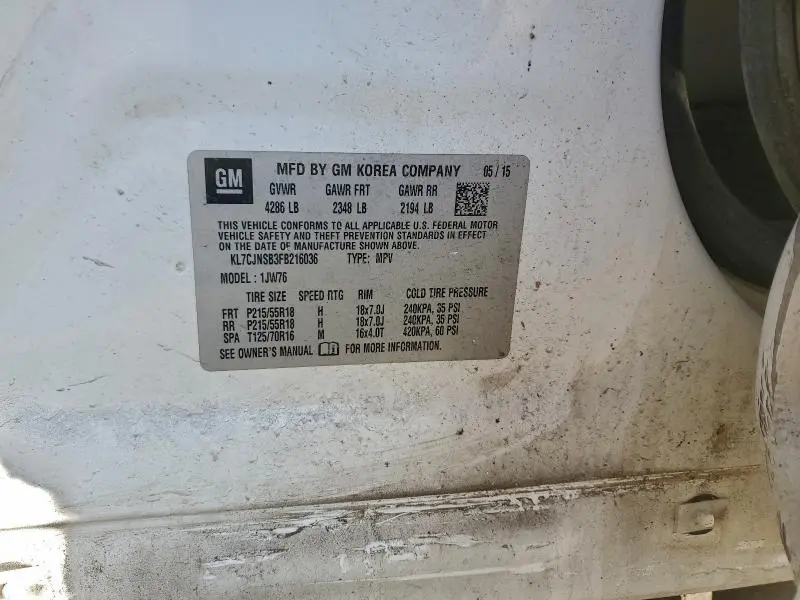 GM
MFD BY GM KOREA COMPANY 05 / 15
GVWR GAWR FRT GAWR RR
4286 LB 2348 LB 2194 LB
THIS VEHICLE CONFORMS TO ALL APPLICABLE U.S. FEDERAL MOTOR
VEHICLE SAFETY AND THEFT PREVENTION STANDARDS IN EFFECT
ON THE DATE OF MANUFACTURE SHOWN ABOVE.
KL7CJNSB3FB216036 TYPE: MPV
MODEL : 1JW76
TIRE SIZE SPEED RTG RIM COLD TIRE PRESSURE
FRT P215/55R18 H 18x7.0J 240KPA, 35 PSI
RR P215/55R18 H 18x7.0J 240KPA, 35 PSI
SPA T125/70R16 M 16x4.0T 420KPA, 60 PSI
SEE OWNER'S MANUAL FOR MORE INFORMATION.